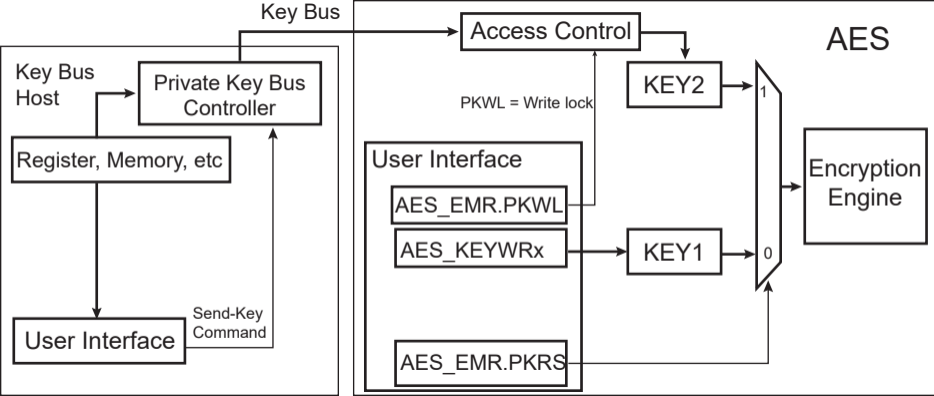 Key Bus
Access Control
AES
Key Bus
Host
Private Key Bus
Controller
KEY2
1
PKWL = Write lock
Register, Memory, etc
User Interface
Encryption
Engine
AES_EMR.PKWL
AES_KEYWRx
KEY1
0
Send-Key
Command
User Interface
AES_EMR.PKRS